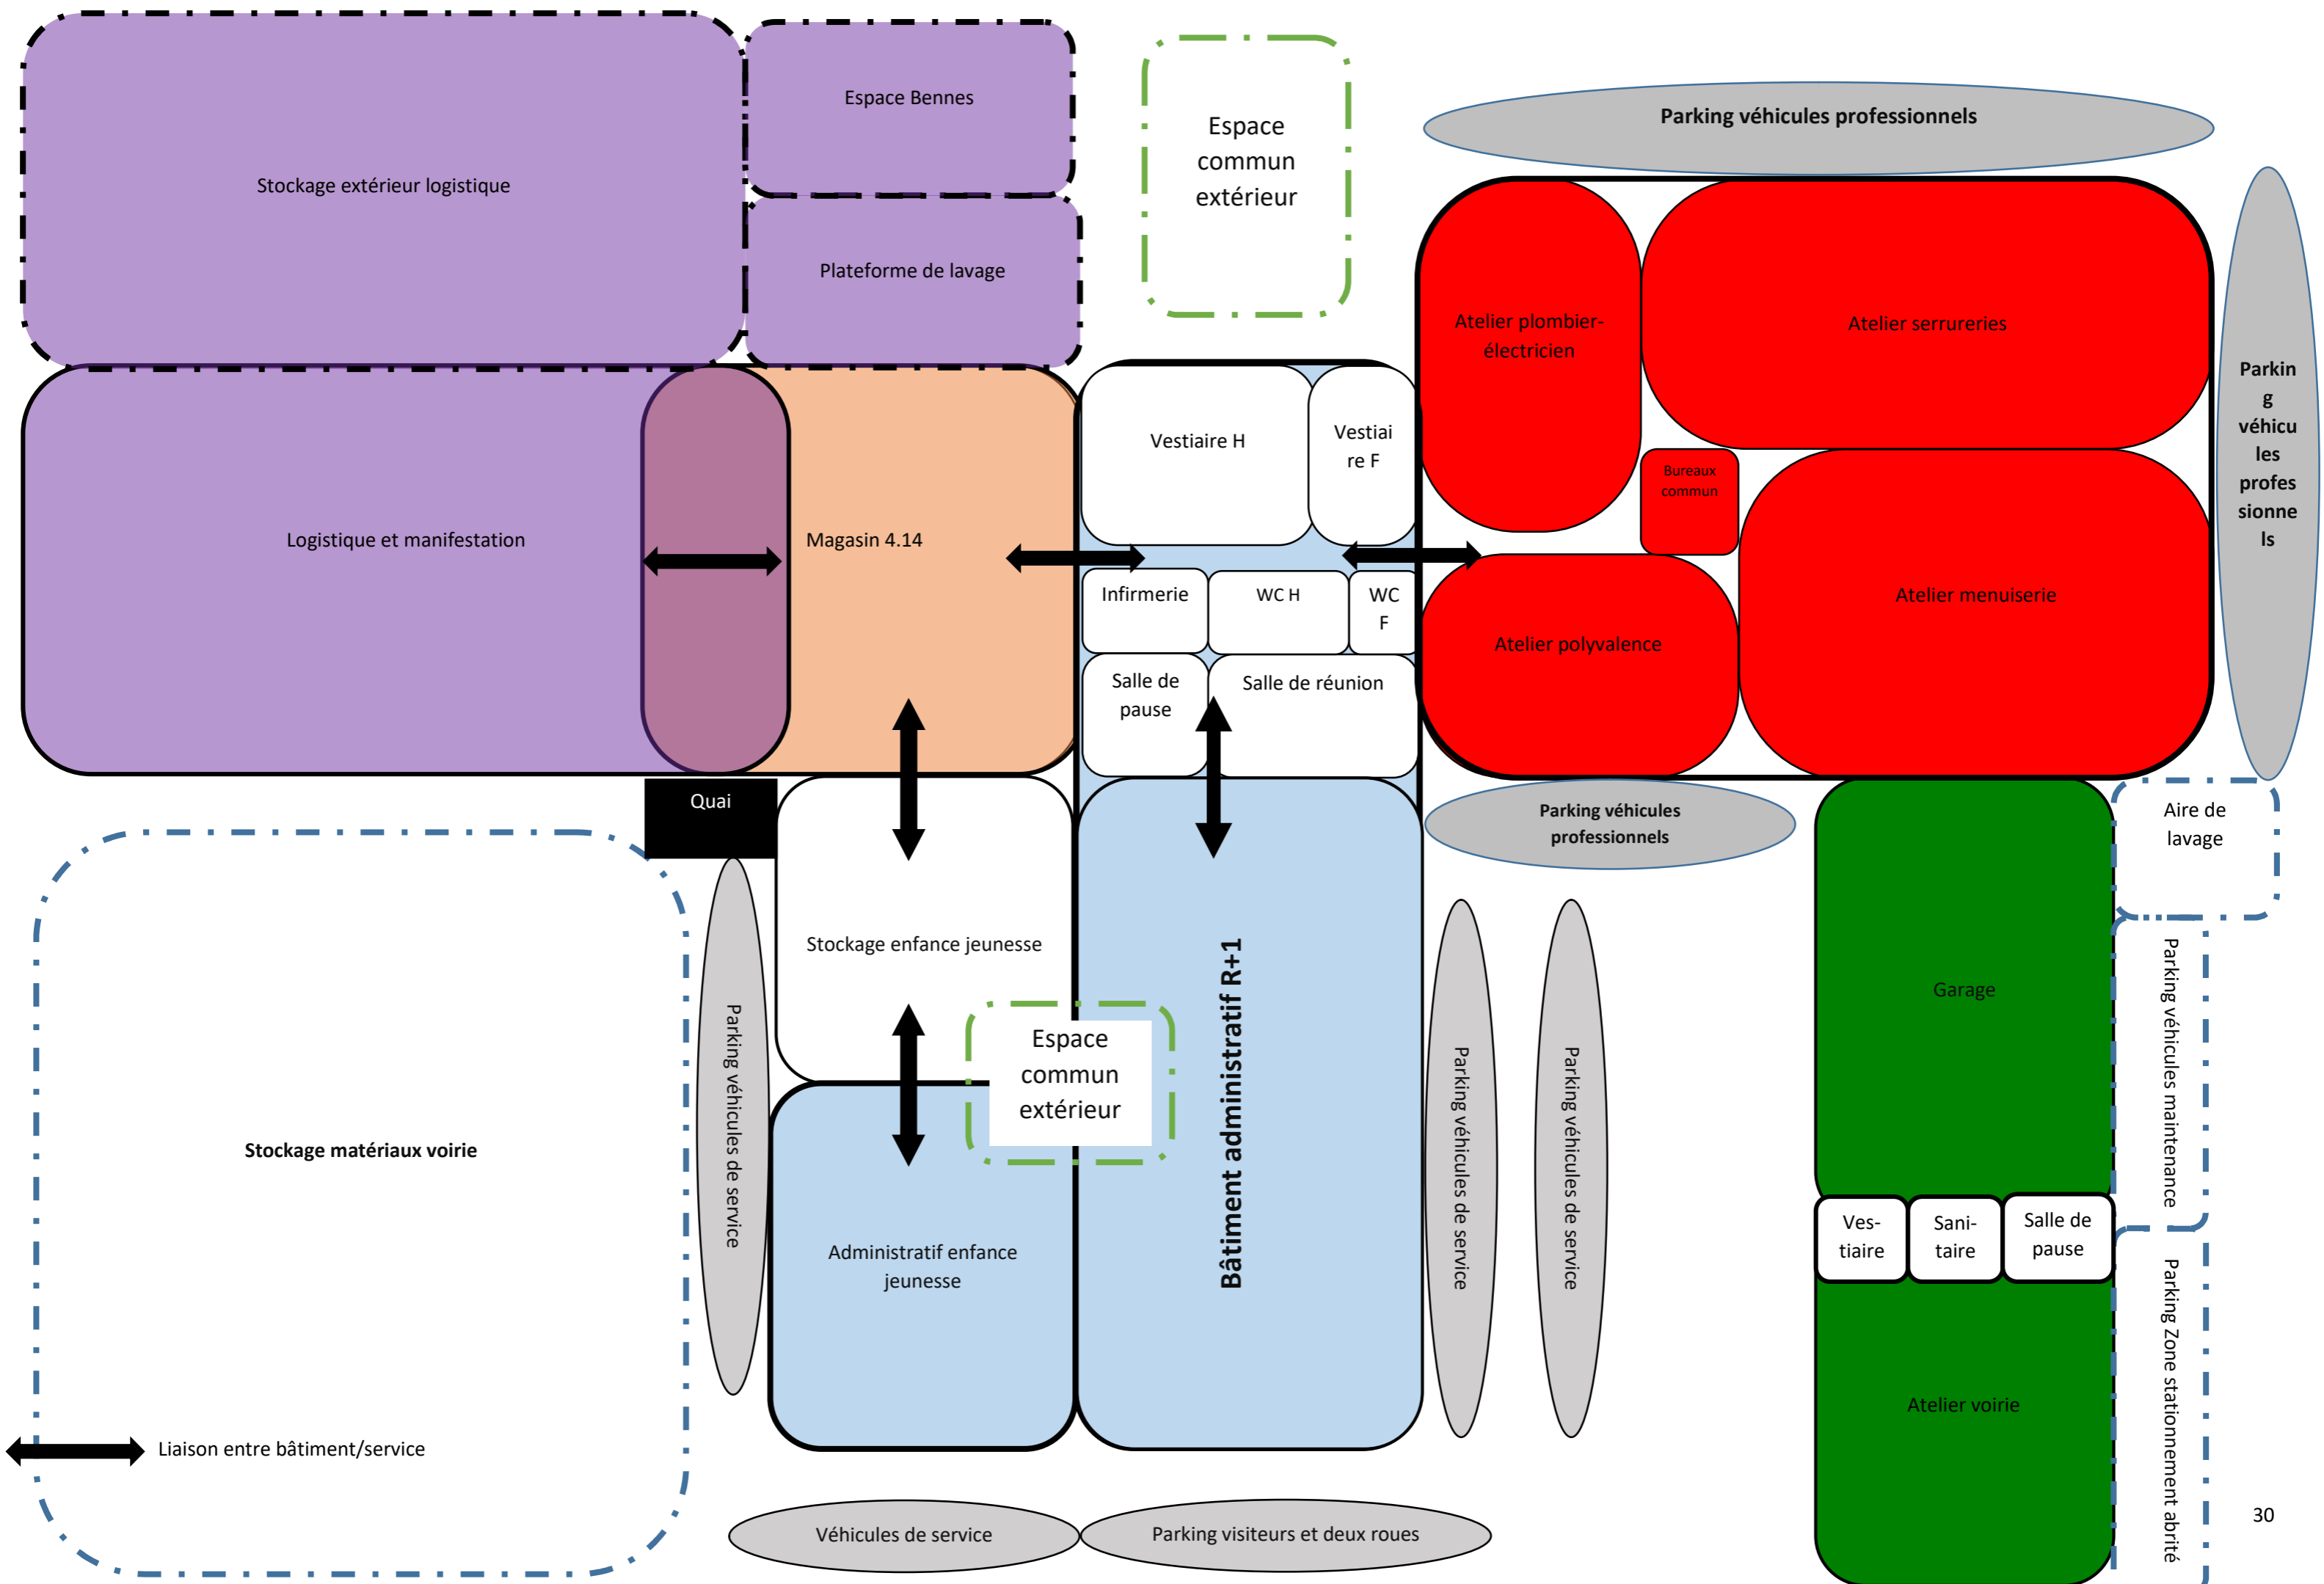 Espace Bennes
Stockage extérieur logistique
Plateforme de lavage
Espace
commun
extérieur
Parking véhicules professionnels
Atelier plombier-
électricien
Atelier serrureries
Parkin
g
véhicu
les
profes
sionne
ls
Logistique et manifestation
Magasin 4.14
Vestiaire H
Vestiai
re F
Bureaux
commun
Infirmerie
WC H
WC
F
Salle de
pause
Salle de réunion
Atelier polyvalence
Atelier menuiserie
Quai
Parking véhicules
professionnels
Aire de
lavage
Stockage enfance jeunesse
Garage
Parking véhicules maintenance
Espace
commun
extérieur
Bâtiment administratif R+1
Parking véhicules de service
Parking véhicules de service
Parking véhicules de service
Stockage matériaux voirie
Administratif enfance
jeunesse
Ves-
tiaire
Sani-
taire
Salle de
pause
Atelier voirie
Parking Zone stationnement abrité
Liaison entre bâtiment/service
Véhicules de service
Parking visiteurs et deux roues
30